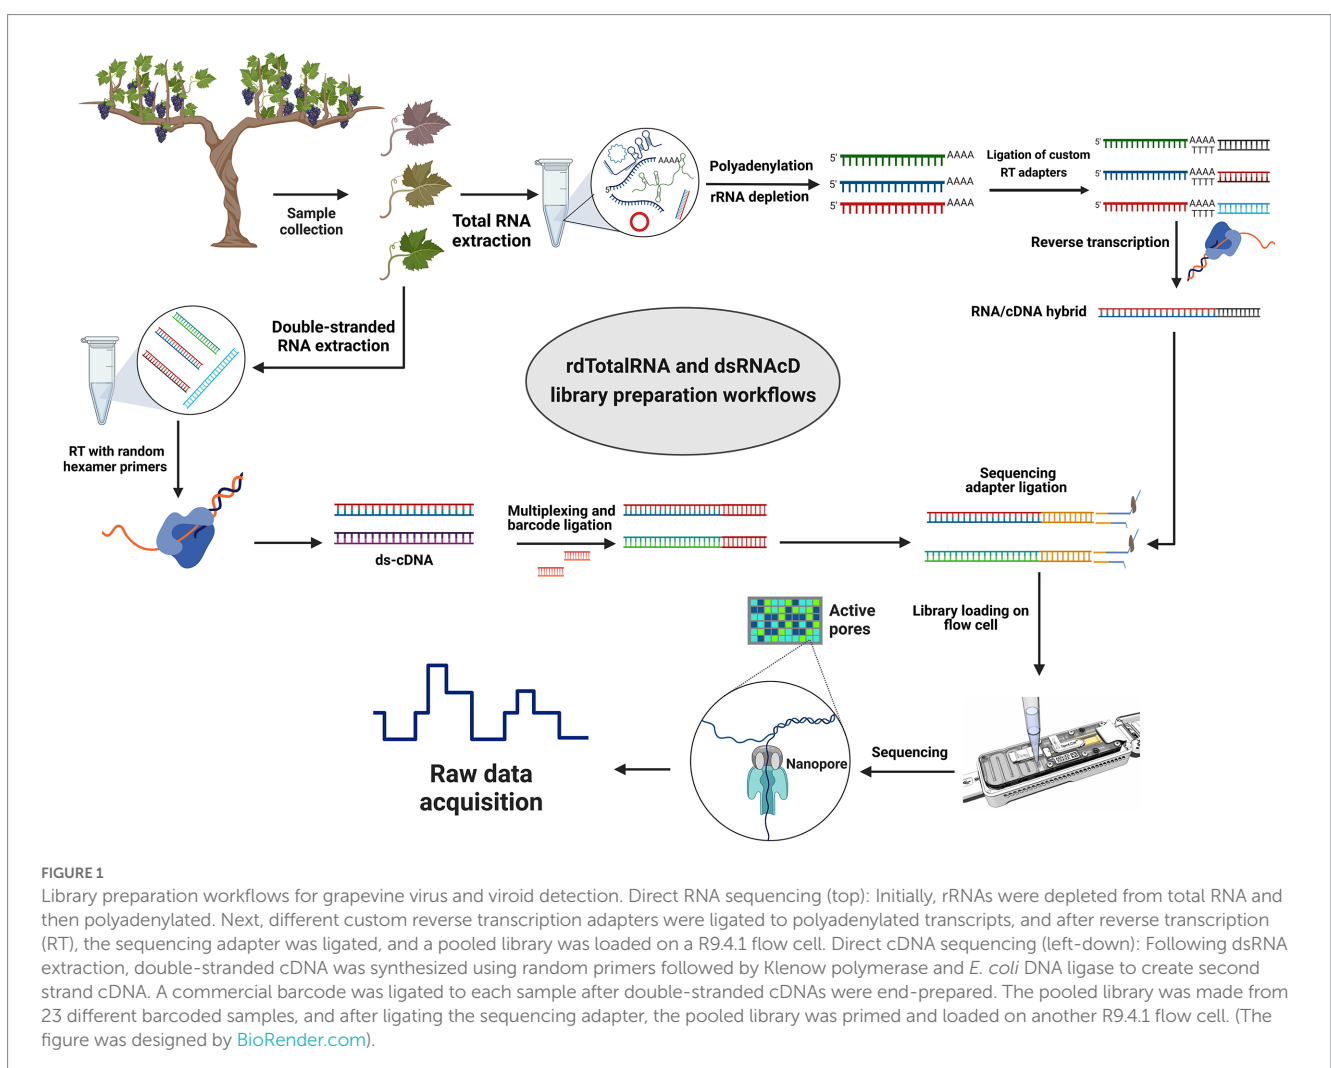 Sample
collection
Total RNA
extraction
AAAA
5'
Polyadenylation
rRNA depletion
5' AAAA
5' AAAA
5' AAAA
Ligation of custom
RT adapters
5' AAAA
TTTT
5' AAAA
TTTT
5' AAAA
TTTT
Reverse transcription
RNA/cDNA hybrid
Double-stranded
RNA extraction
rdTotalRNA and dsRNAcD
library preparation workflows
RT with random
hexamer primers
ds-cDNA
Multiplexing and
barcode ligation
Sequencing
adapter ligation
Library loading on
flow cell
Active
pores
Nanopore
Sequencing
Raw data
acquisition
FIGURE 1
Library preparation workflows for grapevine virus and viroid detection. Direct RNA sequencing (top): Initially, rRNAs were depleted from total RNA and
then polyadenylated. Next, different custom reverse transcription adapters were ligated to polyadenylated transcripts, and after reverse transcription
(RT), the sequencing adapter was ligated, and a pooled library was loaded on a R9.4.1 flow cell. Direct cDNA sequencing (left-down): Following dsRNA
extraction, double-stranded cDNA was synthesized using random primers followed by Klenow polymerase and E. coli DNA ligase to create second
strand cDNA. A commercial barcode was ligated to each sample after double-stranded cDNAs were end-prepared. The pooled library was made from
23 different barcoded samples, and after ligating the sequencing adapter, the pooled library was primed and loaded on another R9.4.1 flow cell. (The
figure was designed by BioRender.com).